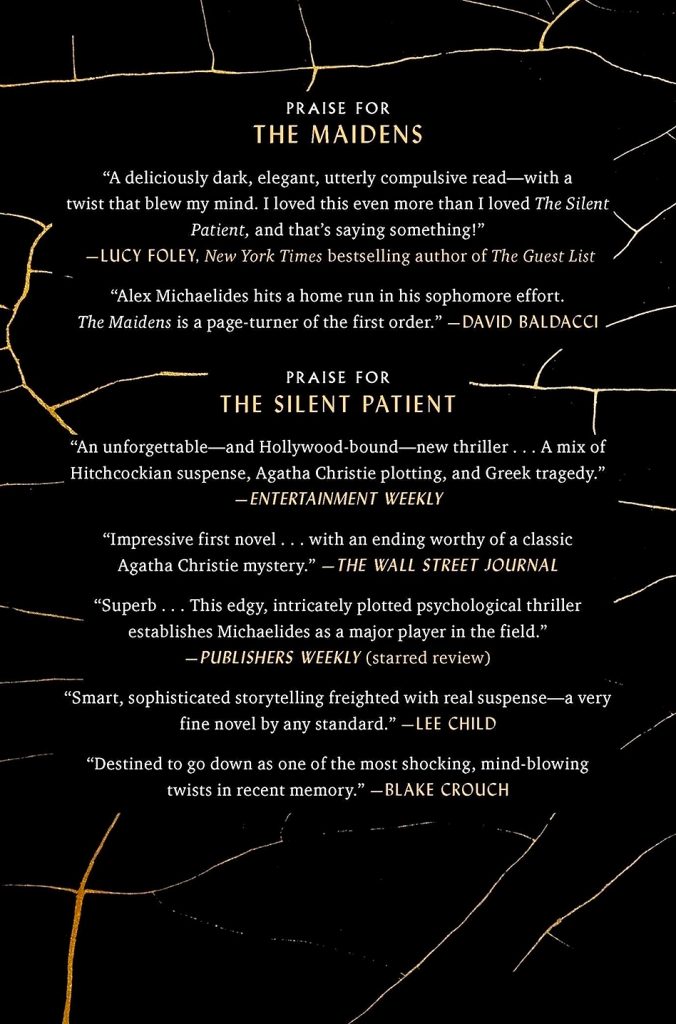 PRAISE FOR
THE MAIDENS
“A deliciously dark, elegant, utterly compulsive read—with a
twist that blew my mind. I loved this even more than I loved The Silent
Patient, and that’s saying something!”
—LUCY FOLEY, New York Times bestselling author of The Guest List
“Alex Michaelides hits a home run in his sophomore effort.
The Maidens is a page-turner of the first order.” —DAVID BALDACCI
PRAISE FOR
THE SILENT PATIENT
“An unforgettable—and Hollywood-bound—new thriller . . . A mix of
Hitchcockian suspense, Agatha Christie plotting, and Greek tragedy.”
—ENTERTAINMENT WEEKLY
“Impressive first novel . . . with an ending worthy of a classic
Agatha Christie mystery.” —THE WALL STREET JOURNAL
“Superb . . . This edgy, intricately plotted psychological thriller
establishes Michaelides as a major player in the field.”
—PUBLISHERS WEEKLY (starred review)
“Smart, sophisticated storytelling freighted with real suspense—a very
fine novel by any standard.” —LEE CHILD
“Destined to go down as one of the most shocking, mind-blowing
twists in recent memory.” —BLAKE CROUCH